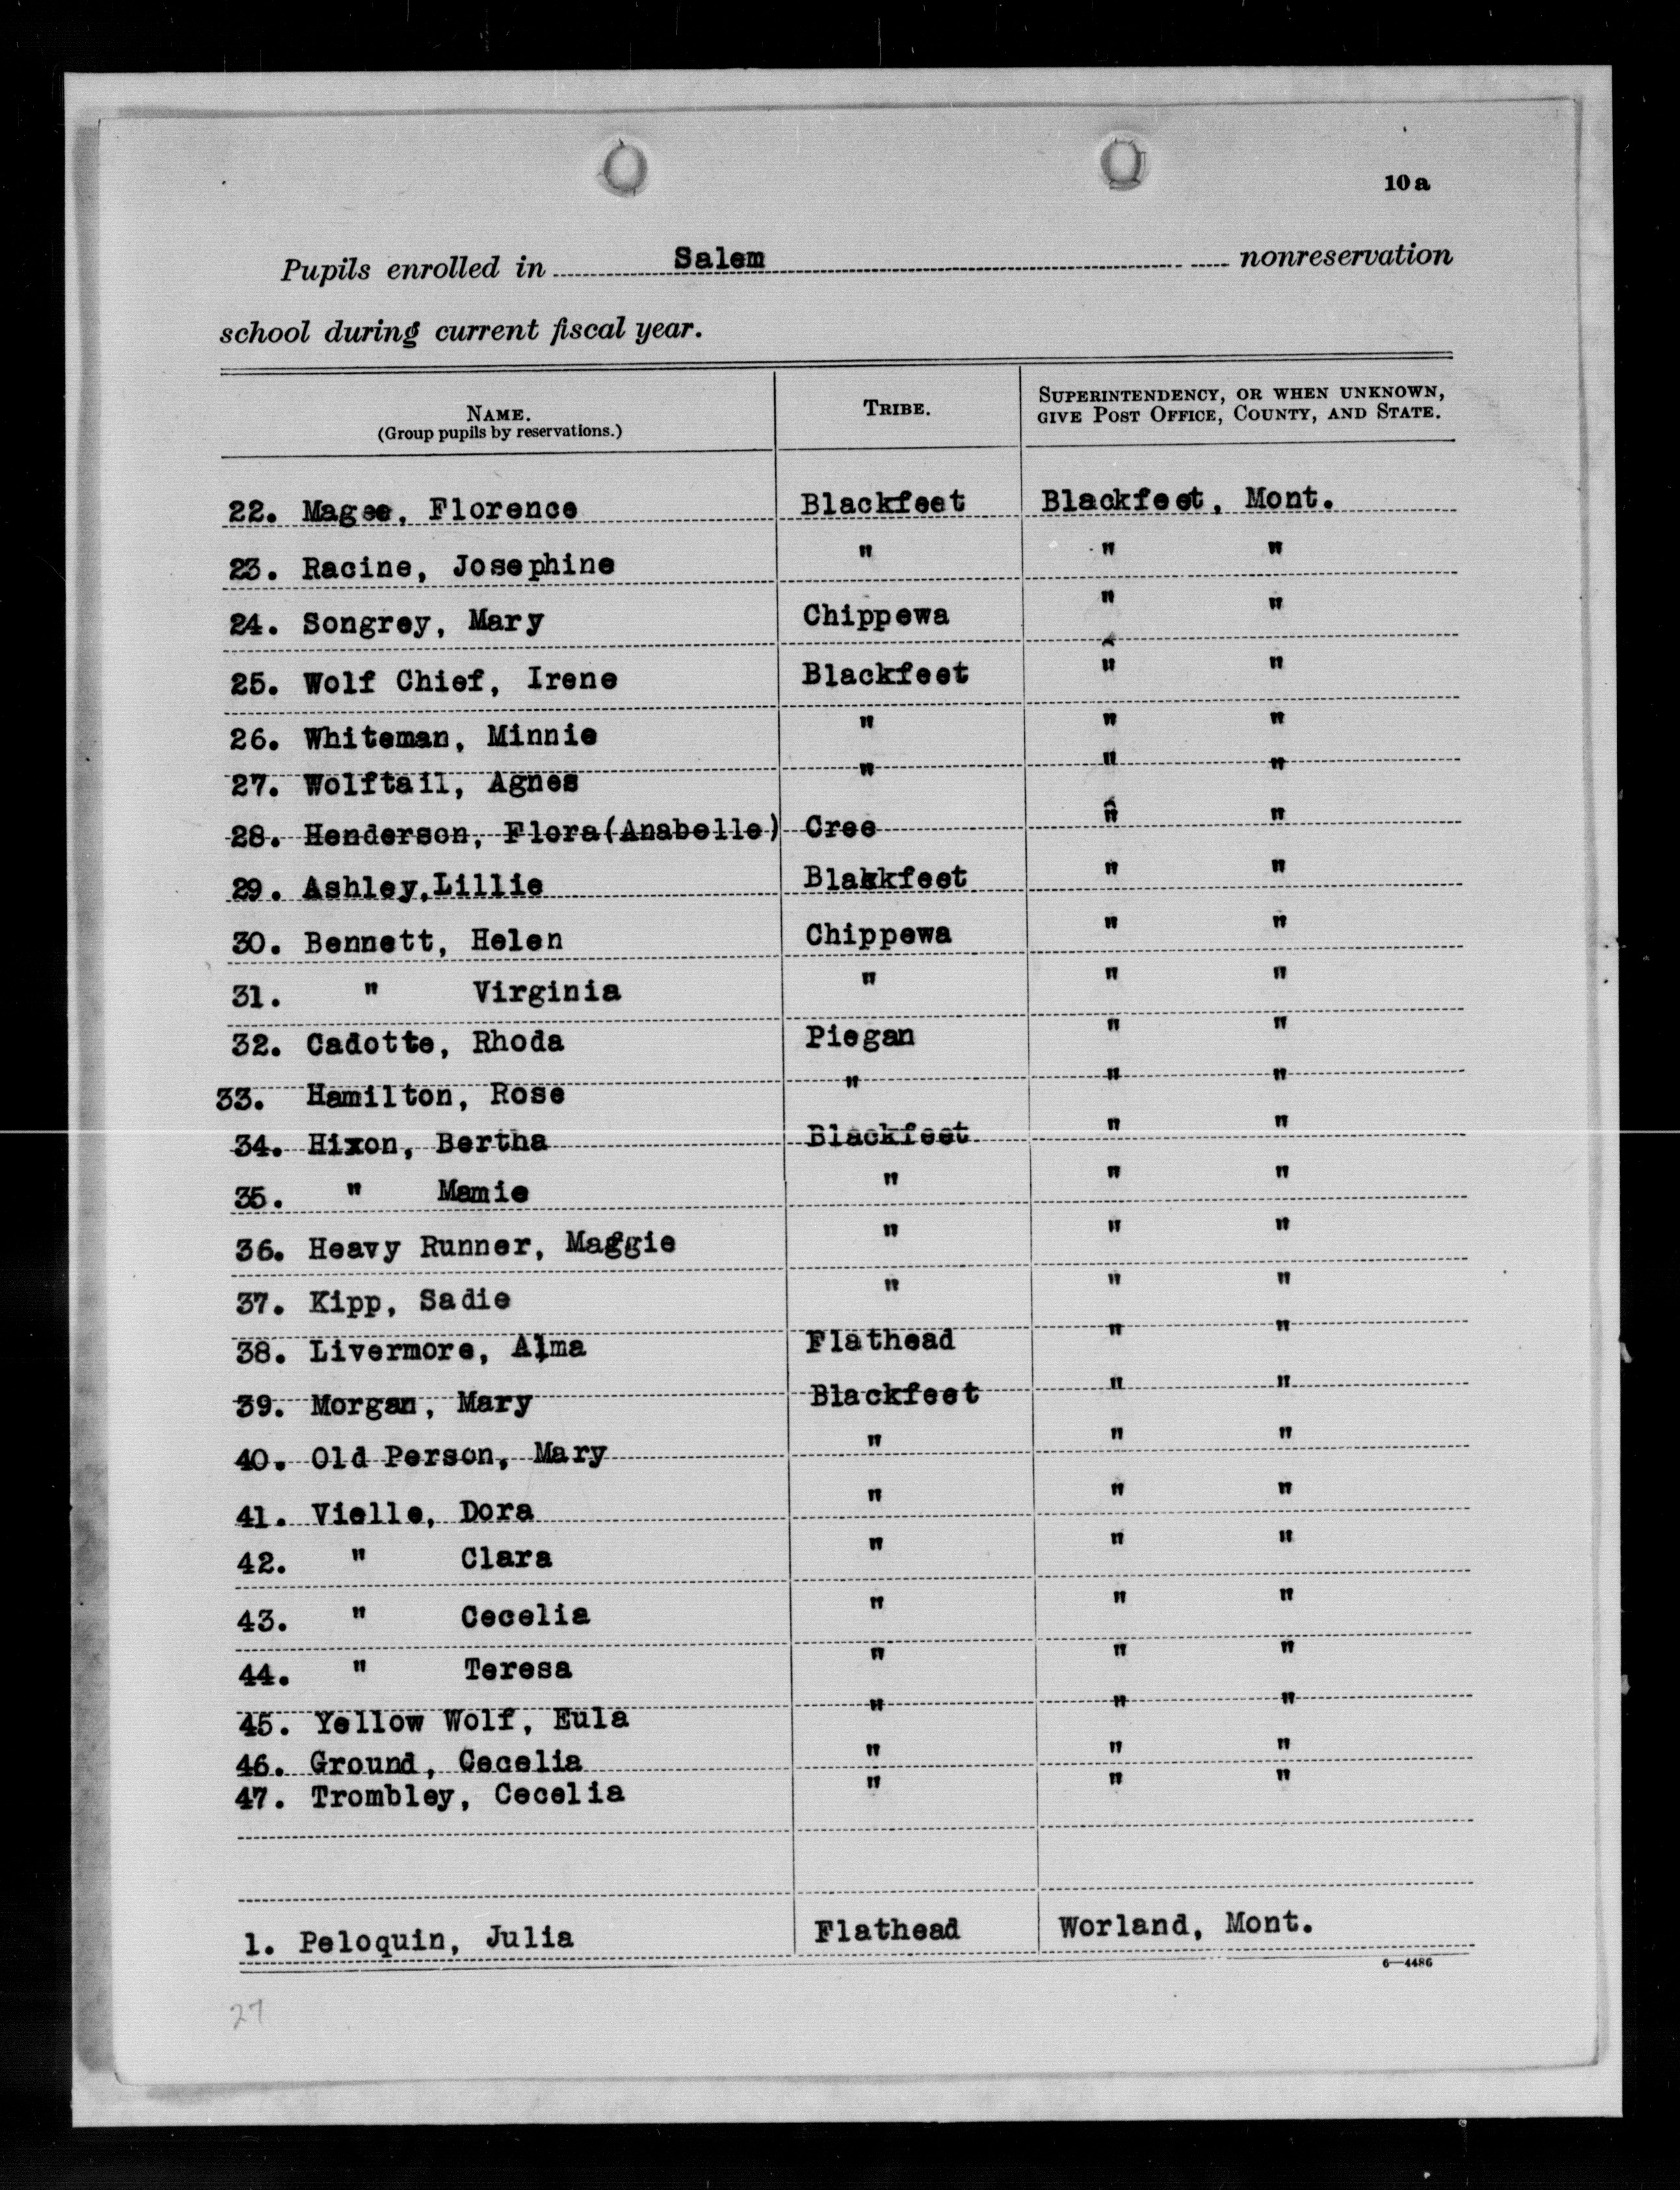 10a
Pupils enrolled in Salem nonreservation
school during current fiscal year.
NAME. TRIBE. SUPERINTENDENCY, OR WHEN UNKNOWN,
(Group pupils by reservations.) GIVE POST OFFICE, COUNTY, AND STATE.
22. Magee, Florence Blackfeet Blackfeet, Mont.
23. Racine, Josephine " " "
24. Songrey, Mary Chippewa " "
25. Wolf Chief, Irene Blackfeet " "
26. Whiteman, Minnie " " "
27. Wolftail, Agnes " " "
28. Henderson, Flora(Anabelle) Cree " "
29. Ashley,Lillie Blakkfeet " "
30. Bennett, Helen Chippewa " "
31. " Virginia " " "
32. Cadotte, Rhoda Piegan " "
33. Hamilton, Rose " " "
34. Hixon, Bertha Blackfeet " "
35. " Mamie " " "
36. Heavy Runner, Maggie " " "
37. Kipp, Sadie " " "
38. Livermore, Alma Flathead " "
39. Morgan, Mary Blackfeet " "
40. Old Person, Mary " " "
41. Vielle, Dora " " "
42. " Clara " " "
43. " Cecelia " " "
44. " Teresa " " "
45. Yellow Wolf, Eula " " "
46. Ground, Cecelia " " "
47. Trombley, Cecelia " " "
1. Peloquin, Julia Flathead Worland, Mont.
6—4486
27